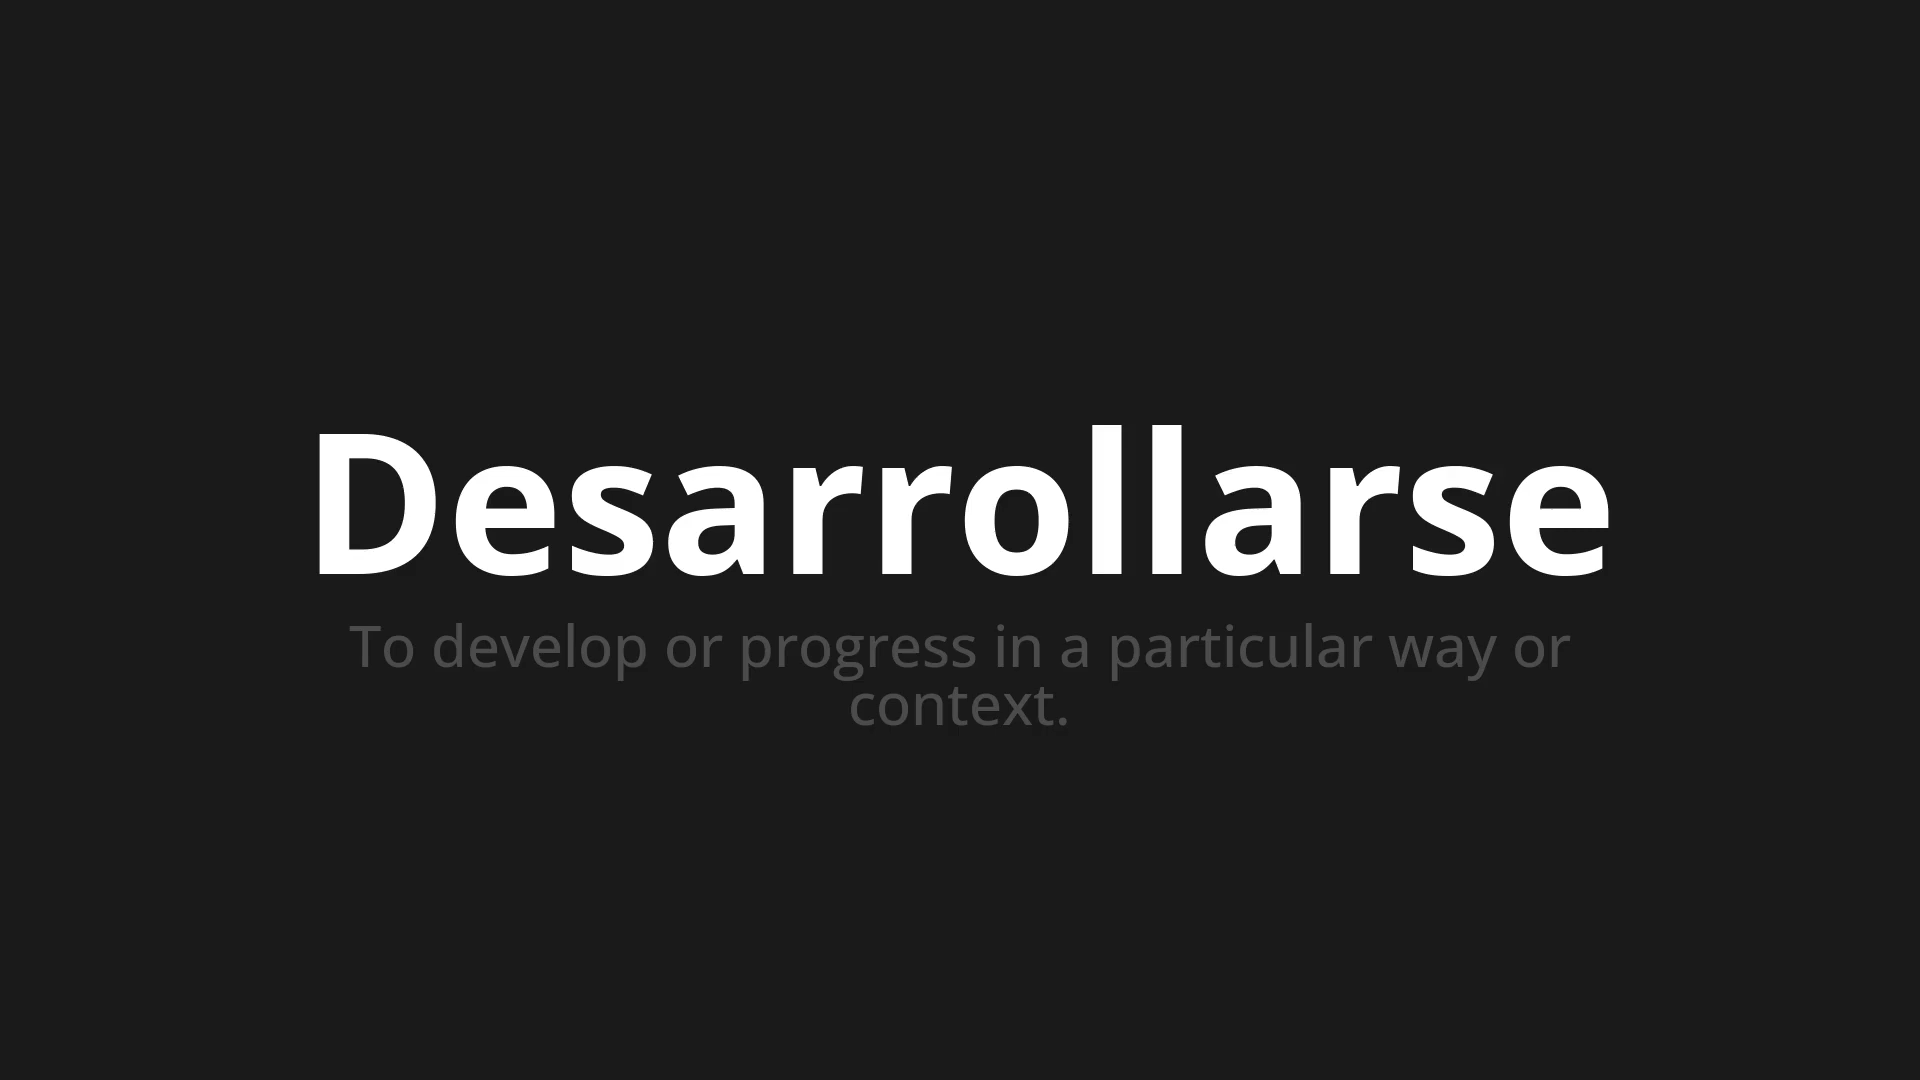 Desarrollarse
To develop or progress in a particular way or
context.